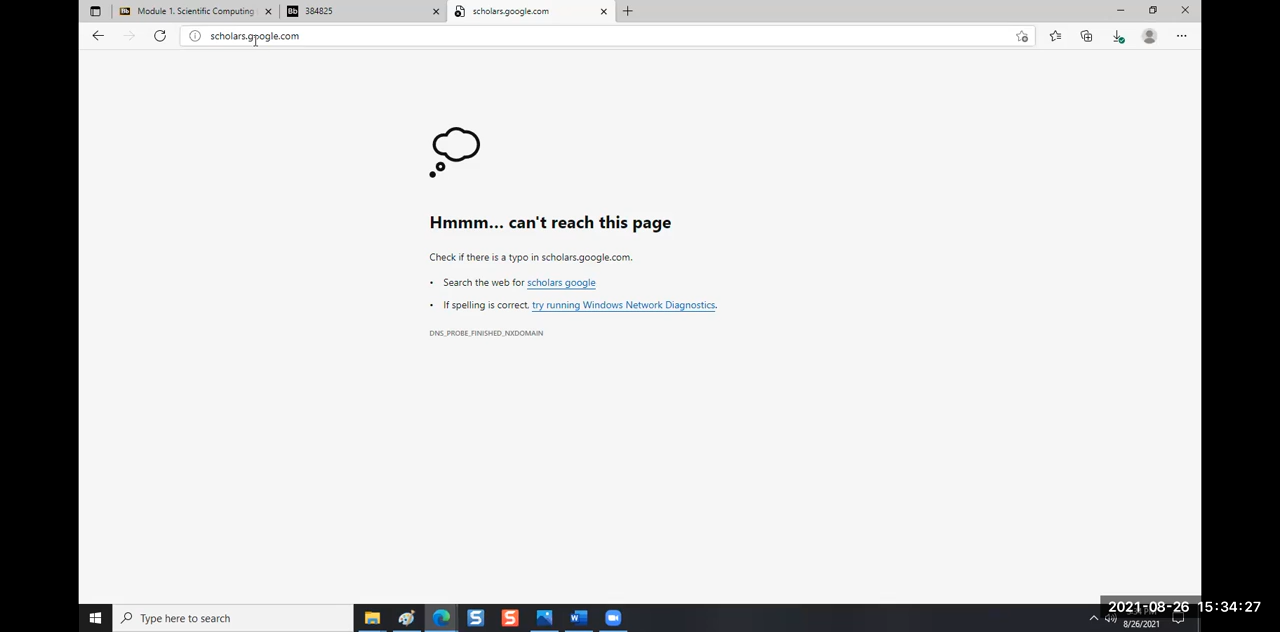 Module 1. Scientific Computing
384825
scholars.google.com
scholars.google.com
Hmmm... can't reach this page
Check if there is a typo in scholars.google.com.
• Search the web for scholars google
• If spelling is correct, try running Windows Network Diagnostics.
DNS_PROBE_FINISHED_NXDOMAIN
Type here to search
2021-08-26 15:34:27
8/26/2021